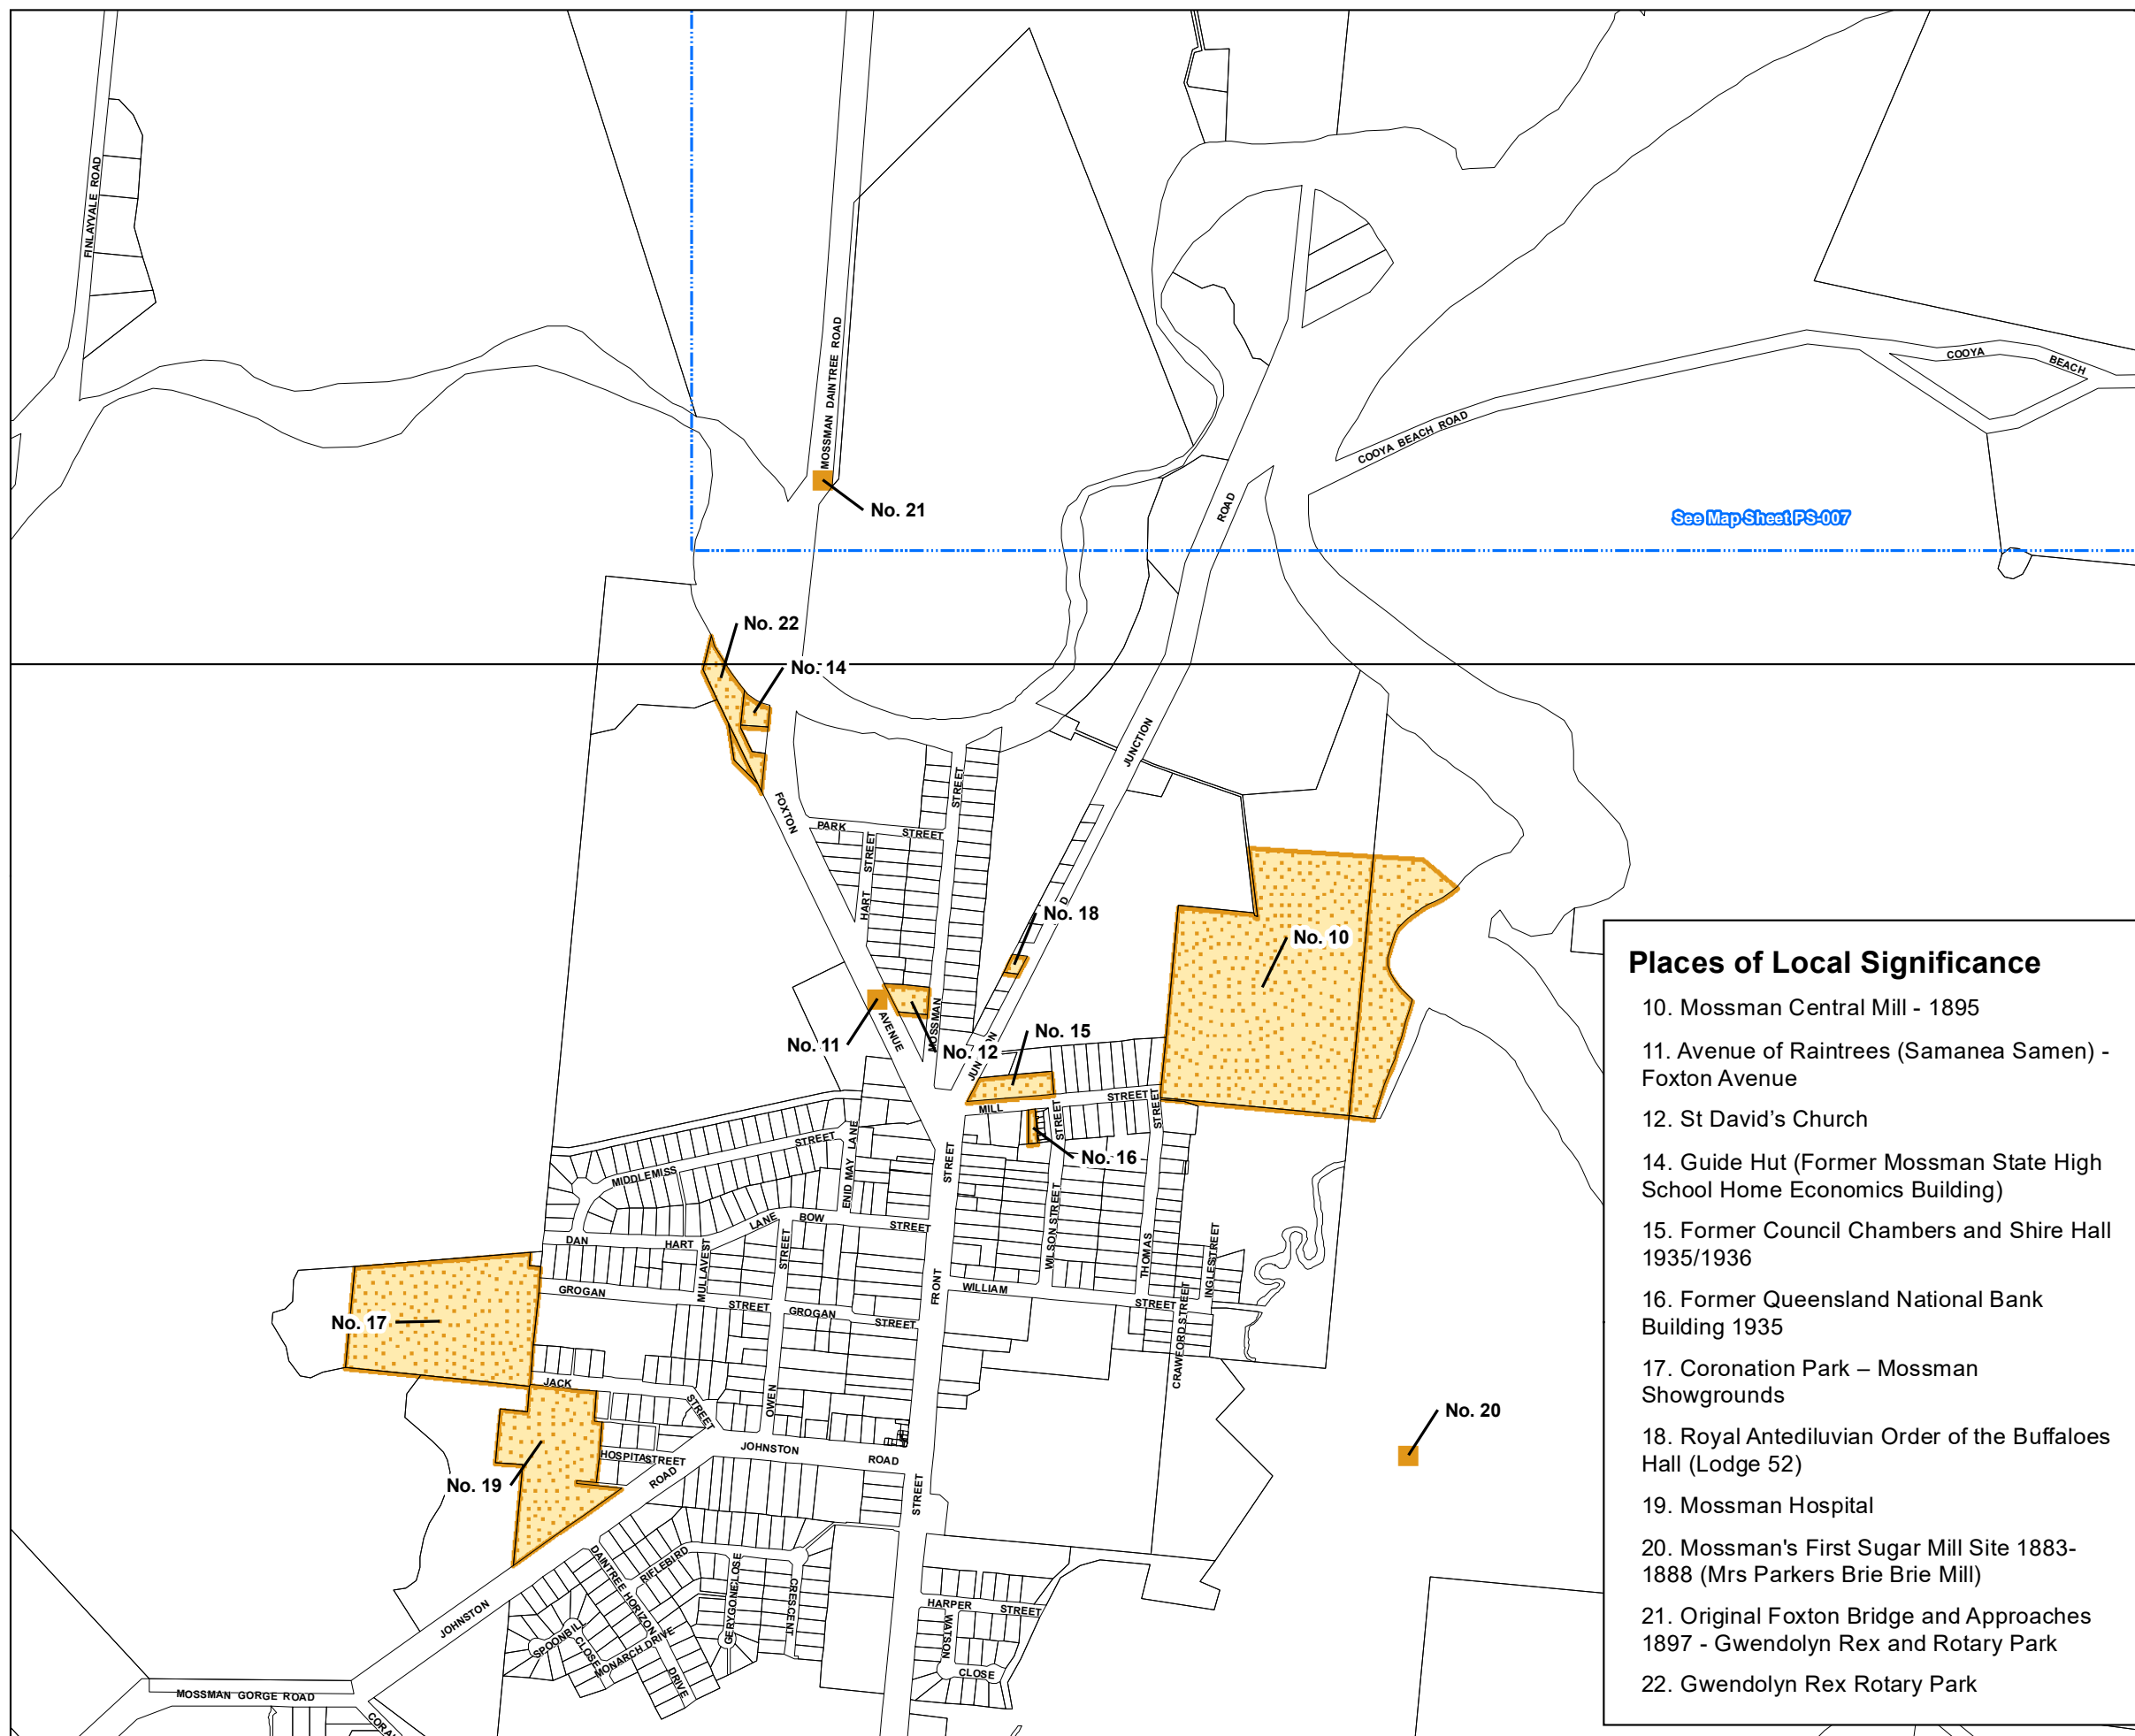 FINLAYVALE ROAD
MOSSMAN DAINTREE ROAD
COOYA
BEACH
COOYA BEACH ROAD
No. 21
ROAD
See Map Sheet PS-007
No. 22
No. 14
JUNCTION
FOXTON
STREET
PARK
STREET
HART STREET
No. 18
D
No. 10
No. 11
AVENUE
MOSSMAN
No. 12
No. 15
MILL
STREET
STREET
STREET
No. 16
STREET
MIDDLEMISS
ENID MAY LANE
STREET
LANE
BOW
STREET
DAN
HART
MULLAVEST
STREET
WILSON STREET
THOMAS
INGLESTREET
CRAWFORD STREET
GROGAN
STREET
GROGAN
STREET
FRONT
WILLIAM
STREET
No. 17
JACK
STREET
OWEN
No. 20
JOHNSTON
ROAD
HOSPITASTREET
ROAD
No. 19
STREET
DAINTREE HORIZON
RIFLEBIRD
GERYGONECLOSE
CRESCENT
HARPER
STREET
WATSON
CLOSE
JOHNSTON
SPOONBIL
CLOSE
MONARCH DRIVE
DRIVE
MOSSMAN GORGE ROAD
Places of Local Significance
10. Mossman Central Mill - 1895
11. Avenue of Raintrees (Samanea Samen) -
Foxton Avenue
12. St David’s Church
14. Guide Hut (Former Mossman State High
School Home Economics Building)
15. Former Council Chambers and Shire Hall
1935/1936
16. Former Queensland National Bank
Building 1935
17. Coronation Park – Mossman
Showgrounds
18. Royal Antediluvian Order of the Buffaloes
Hall (Lodge 52)
19. Mossman Hospital
20. Mossman's First Sugar Mill Site 1883-
1888 (Mrs Parkers Brie Brie Mill)
21. Original Foxton Bridge and Approaches
1897 - Gwendolyn Rex and Rotary Park
22. Gwendolyn Rex Rotary Park